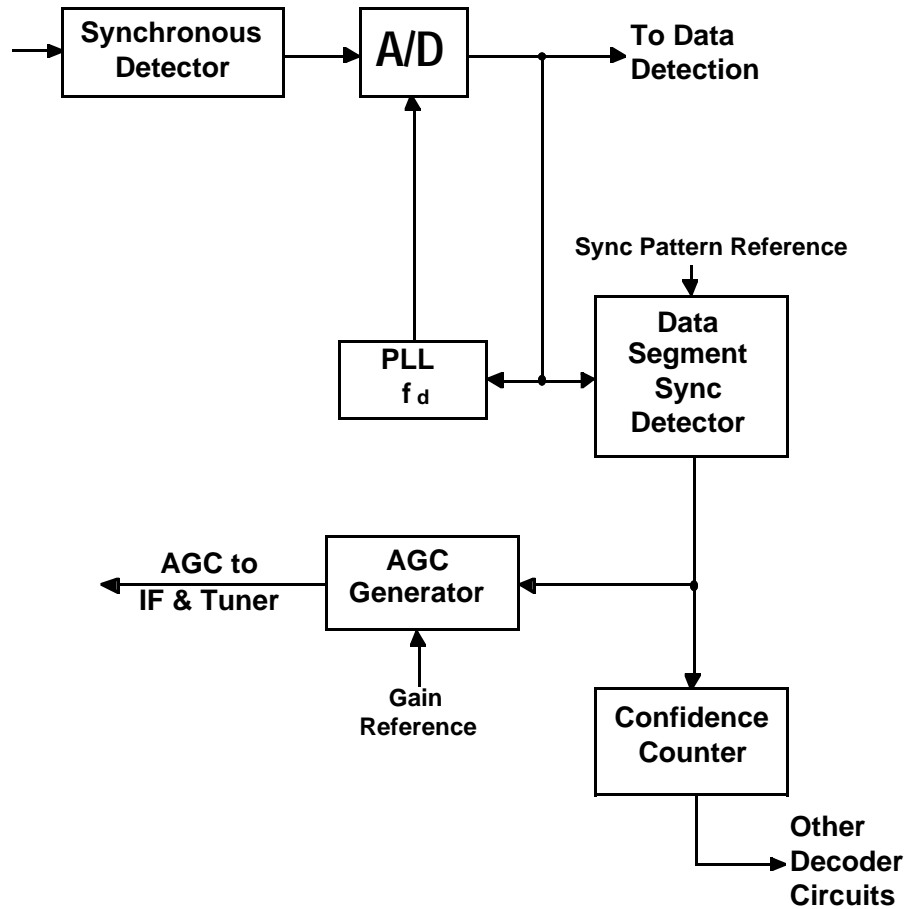 Synchronous
Detector
A/D
To Data
Detection
Sync Pattern Reference
Data
Segment
Sync
Detector
PLL
f d
AGC to
IF & Tuner
AGC
Generator
Gain
Reference
Confidence
Counter
Other
Decoder
Circuits